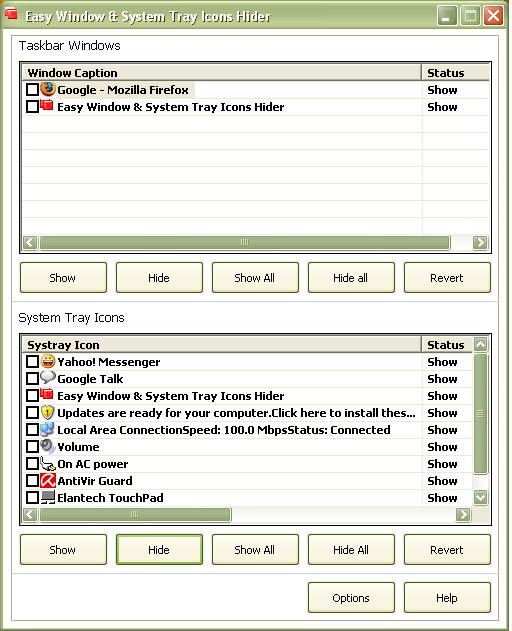 Easy Window & System Tray Icons Hider
Taskbar Windows
Window Caption Status
Google - Mozilla Firefox Show
Easy Window & System Tray Icons Hider Show
Show Hide Show All Hide all Revert
System Tray Icons
Systray Icon Status
Yahoo! Messenger Show
Google Talk Show
Easy Window & System Tray Icons Hider Show
Updates are ready for your computer.Click here to install thes... Show
Local Area ConnectionSpeed: 100.0 MbpsStatus: Connected Show
Volume Show
On AC power Show
AntiVir Guard Show
Elantech TouchPad Show
Show Hide Show All Hide All Revert
Options Help